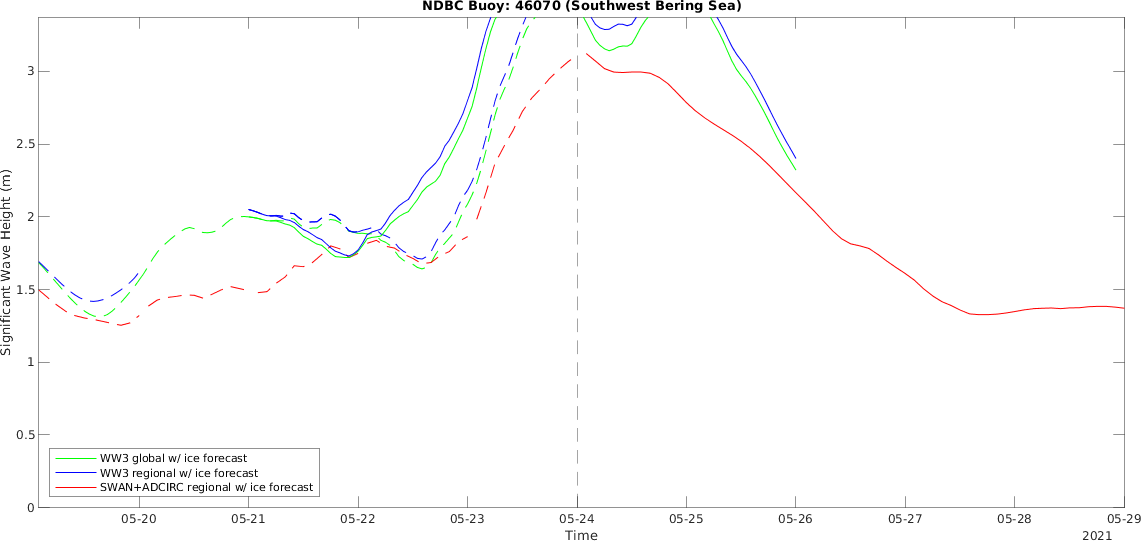 NDBC Buoy: 46070 (Southwest Bering Sea)
Significant Wave Height (m)
3
2.5
2
1.5
1
0.5
0
WW3 global w/ ice forecast
WW3 regional w/ ice forecast
SWAN+ADCIRC regional w/ ice forecast
05-20 05-21 05-22 05-23 05-24 05-25 05-26 05-27 05-28 05-29
Time
2021